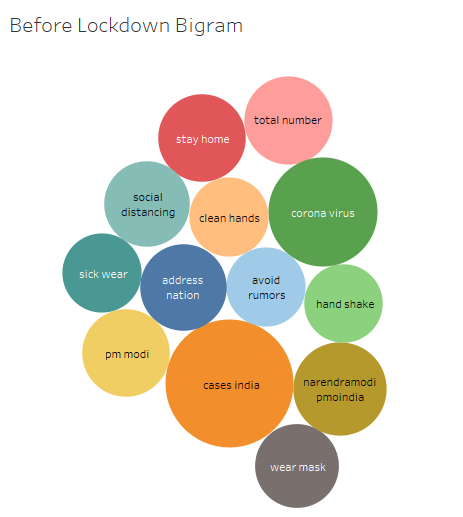 Before Lockdown Bigram
total number
stay home
social
distancing
clean hands
corona virus
sick wear
address
nation
avoid
rumors
hand shake
pm modi
cases india
narendramodi
pmoindia
wear mask